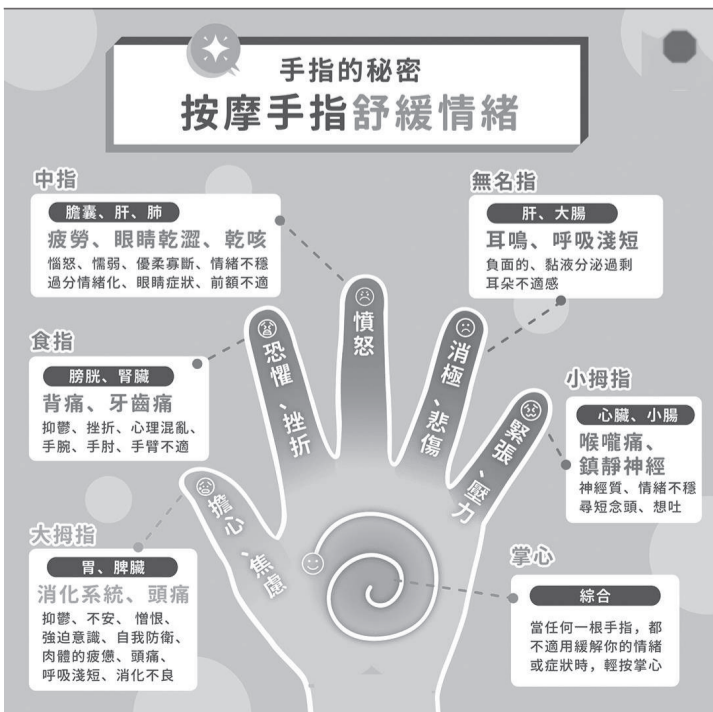 手指的秘密
按摩手指舒緩情緒
中指
膽囊、肝、肺
疲勞、眼睛乾澀、乾咳
惱怒、懦弱、優柔寡斷、情緒不穩
過分情緒化、眼睛症狀、前額不適
無名指
肝、大腸
耳鳴、呼吸淺短
負面的、黏液分泌過剩
耳朵不適感
食指
膀胱、腎臟
背痛、牙齒痛
抑鬱、挫折、心理混亂、
手腕、手肘、手臂不適
小拇指
心臟、小腸
喉嚨痛、
鎮靜神經
神經質、情緒不穩
尋短念頭、想吐
大拇指
胃、脾臟
消化系統、頭痛
抑鬱、不安、憎恨、
強迫意識、自我防衛、
肉體的疲憊、頭痛、
呼吸淺短、消化不良
掌心
綜合
當任何一根手指，都
不適用緩解你的情緒
或症狀時，輕按掌心
擔心、焦慮
恐懼、挫折
憤怒
消極、悲傷
緊張、壓力